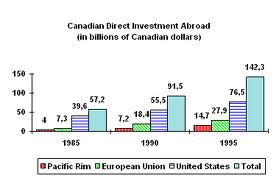 Canadian Direct Investment Abroad
(in billions of Canadian dollars)
150
100
50
0
4 7,3 39,6 57,2
7,2 18,4 55,5 91,5
14,7 27,9 76,5 142,3
1985 1990 1995
Pacific Rim European Union United States Total